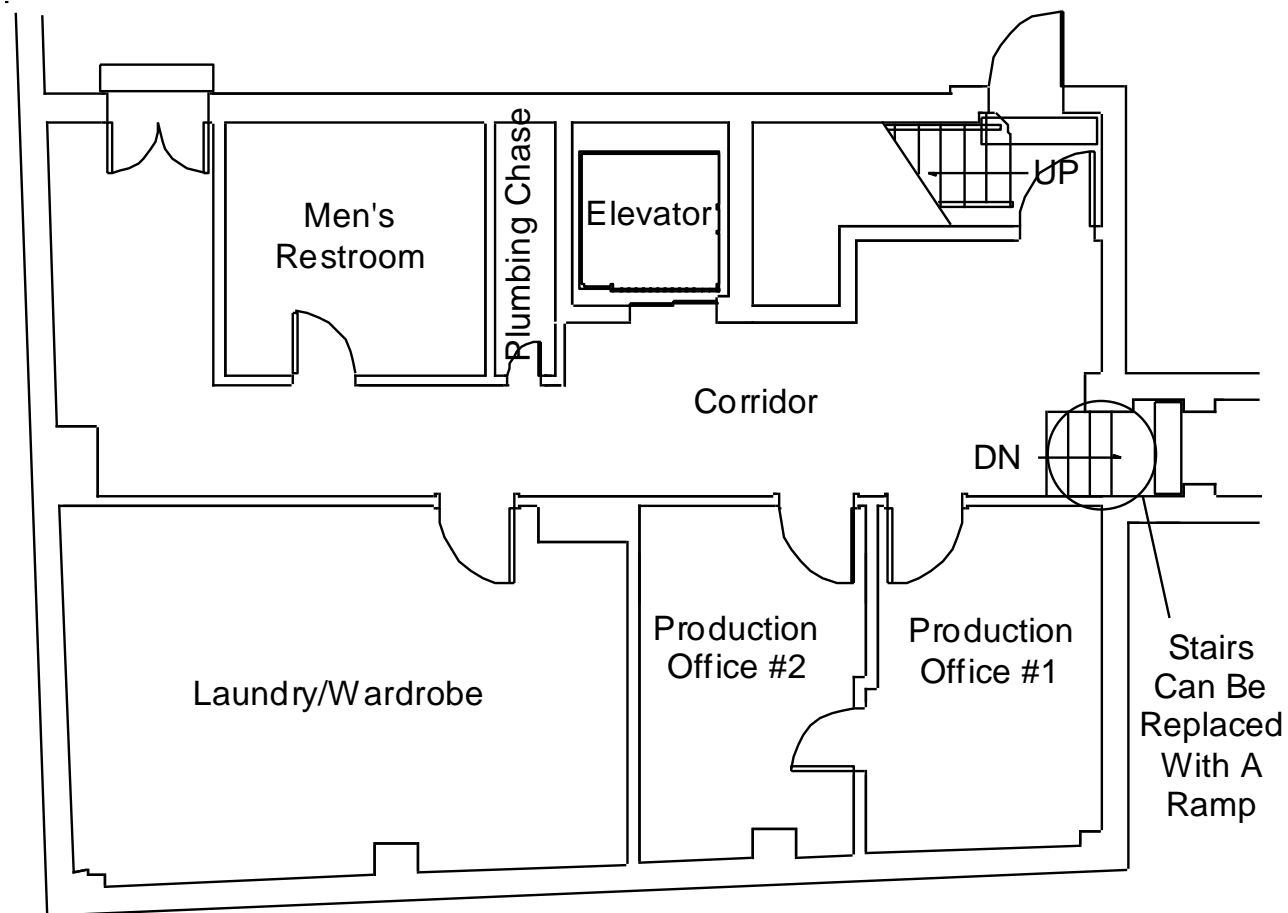 Men's
Restroom
Plumbing Chase
Elevator
UP
Corridor
DN
Laundry/Wardrobe
Production
Office #2
Production
Office #1
Stairs
Can Be
Replaced
With A
Ramp